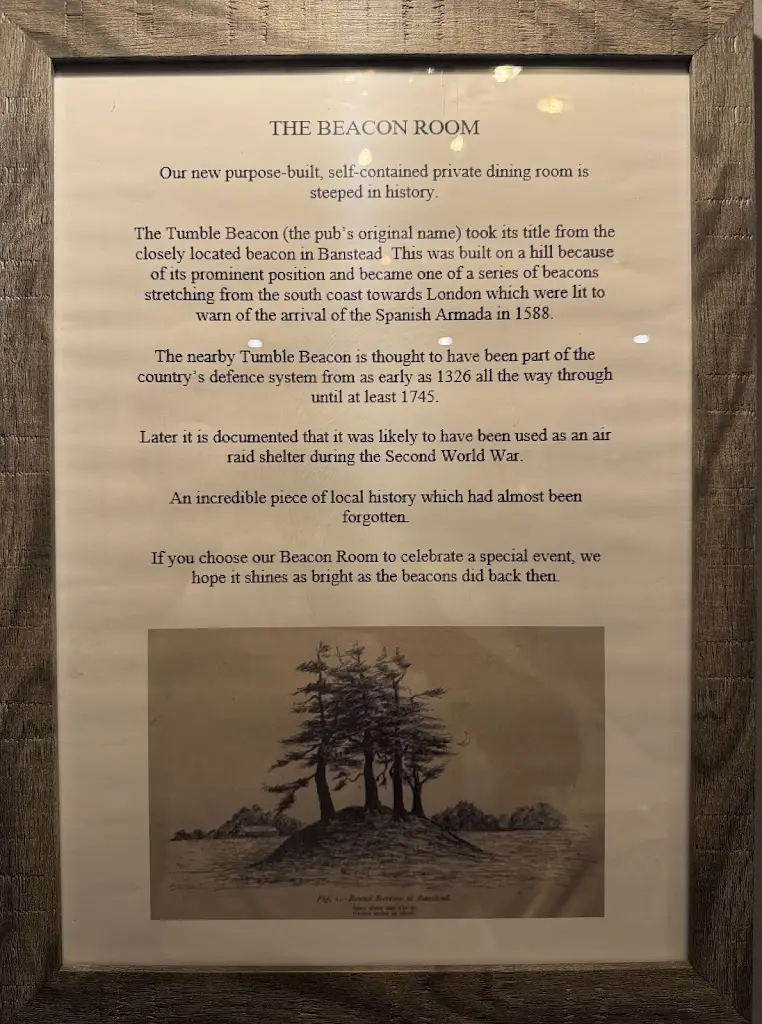 THE BEACON ROOM
Our new purpose-built, self-contained private dining room is
steeped in history.
The Tumble Beacon (the pub's original name) took its title from the
closely located beacon in Banstead. This was built on a hill because
of its prominent position and became one of a series of beacons
stretching from the south coast towards London which were lit to
warn of the arrival of the Spanish Armada in 1588.
The nearby Tumble Beacon is thought to have been part of the
country's defence system from as early as 1326 all the way through
until at least 1745.
Later it is documented that it was likely to have been used as an air
raid shelter during the Second World War.
An incredible piece of local history which had almost been
forgotten.
If you choose our Beacon Room to celebrate a special event, we
hope it shines as bright as the beacons did back then.
Fig. 1.—Round Barrow at Banstead.